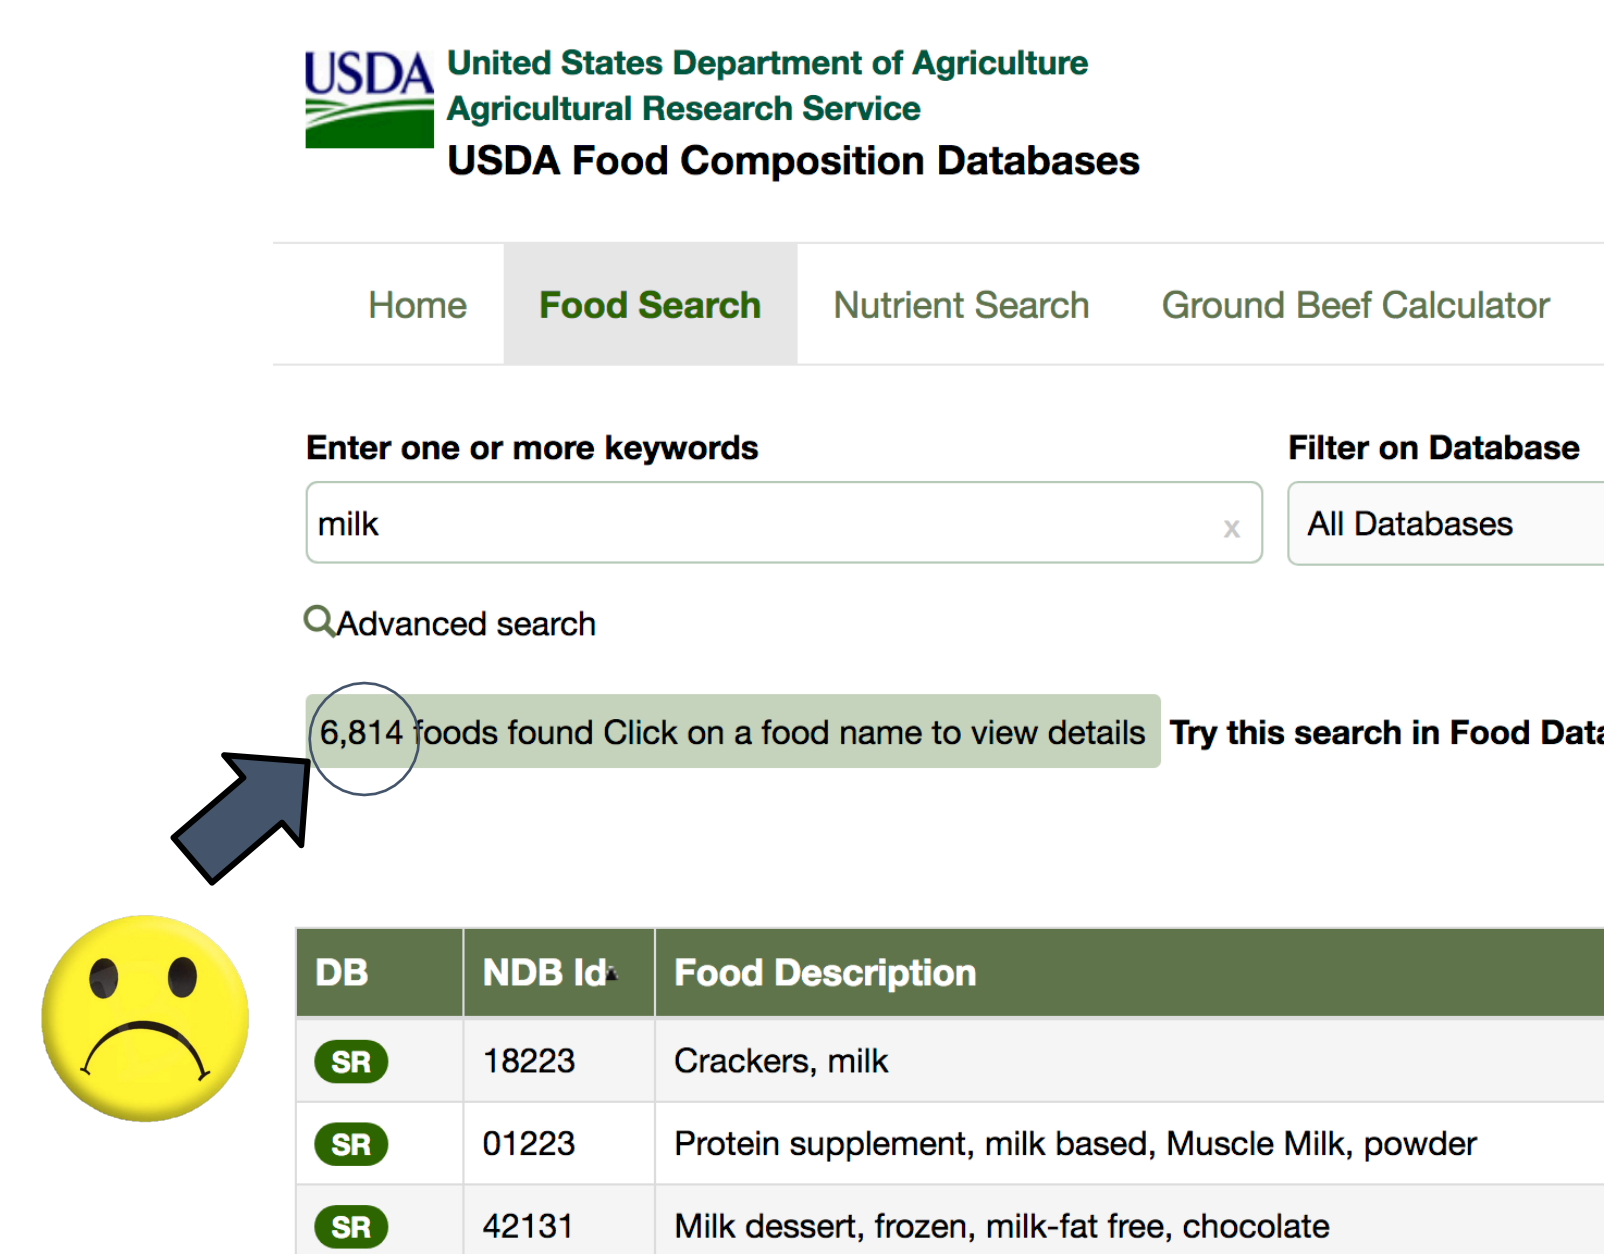 USDA
United States Department of Agriculture
Agricultural Research Service
USDA Food Composition Databases
Home Food Search Nutrient Search Ground Beef Calculator
Enter one or more keywords Filter on Database
milk x All Databases
Advanced search
6,814 foods found Click on a food name to view details Try this search in Food Data
DB NDB Id Food Description
SR 18223 Crackers, milk
SR 01223 Protein supplement, milk based, Muscle Milk, powder
SR 42131 Milk dessert, frozen, milk-fat free, chocolate